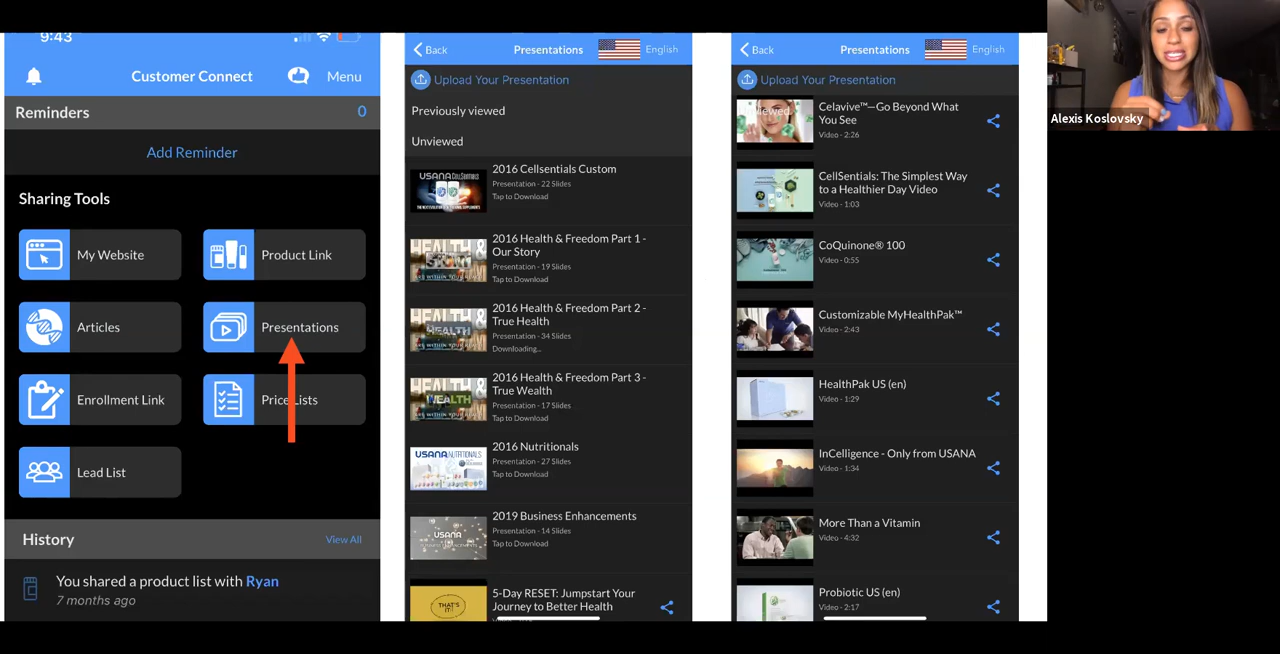 9:43
Customer Connect
Menu
Reminders
0
Add Reminder
Sharing Tools
My Website
Product Link
Articles
Presentations
Enrollment Link
Price Lists
Lead List
History
View All
You shared a product list with Ryan
7 months ago
Back
Presentations
English
Upload Your Presentation
Previously viewed
Unviewed
USANA CELLSENTIALS
2016 Cellsentials Custom
Presentation - 22 Slides
Tap to Download
2016 Health & Freedom Part 1 -
Our Story
Presentation - 19 Slides
Tap to Download
HEALTH
2016 Health & Freedom Part 2 -
True Health
Presentation - 34 Slides
Downloading...
WEALTH
2016 Health & Freedom Part 3 -
True Wealth
Presentation - 17 Slides
Tap to Download
USANA NUTRITIONALS
2016 Nutritionals
Presentation - 27 Slides
Tap to Download
USANA
2019 Business Enhancements
Presentation - 14 Slides
Tap to Download
THAT'S
IT!
5-Day RESET: Jumpstart Your
Journey to Better Health
Back
Presentations
English
Upload Your Presentation
Celavive™—Go Beyond What
You See
Video - 2:26
CellSentials: The Simplest Way
to a Healthier Day Video
Video - 1:03
CoQuinone® 100
Video - 0:55
Customizable MyHealthPak™
Video - 2:43
HealthPak US (en)
Video - 1:29
InCelligence - Only from USANA
Video - 1:34
More Than a Vitamin
Video - 4:32
Probiotic US (en)
Video - 2:17
Alexis Koslovsky